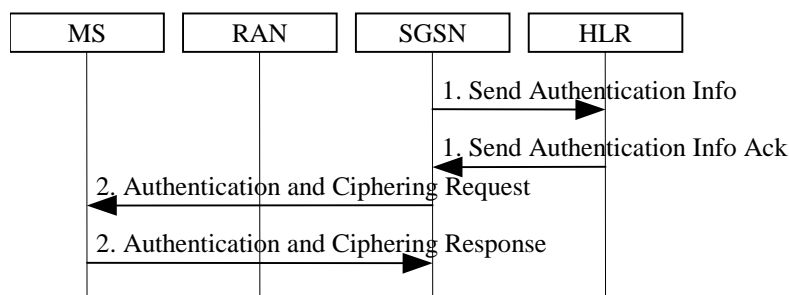 MS
RAN
SGSN
HLR
1. Send Authentication Info
1. Send Authentication Info Ack
2. Authentication and Ciphering Request
2. Authentication and Ciphering Response